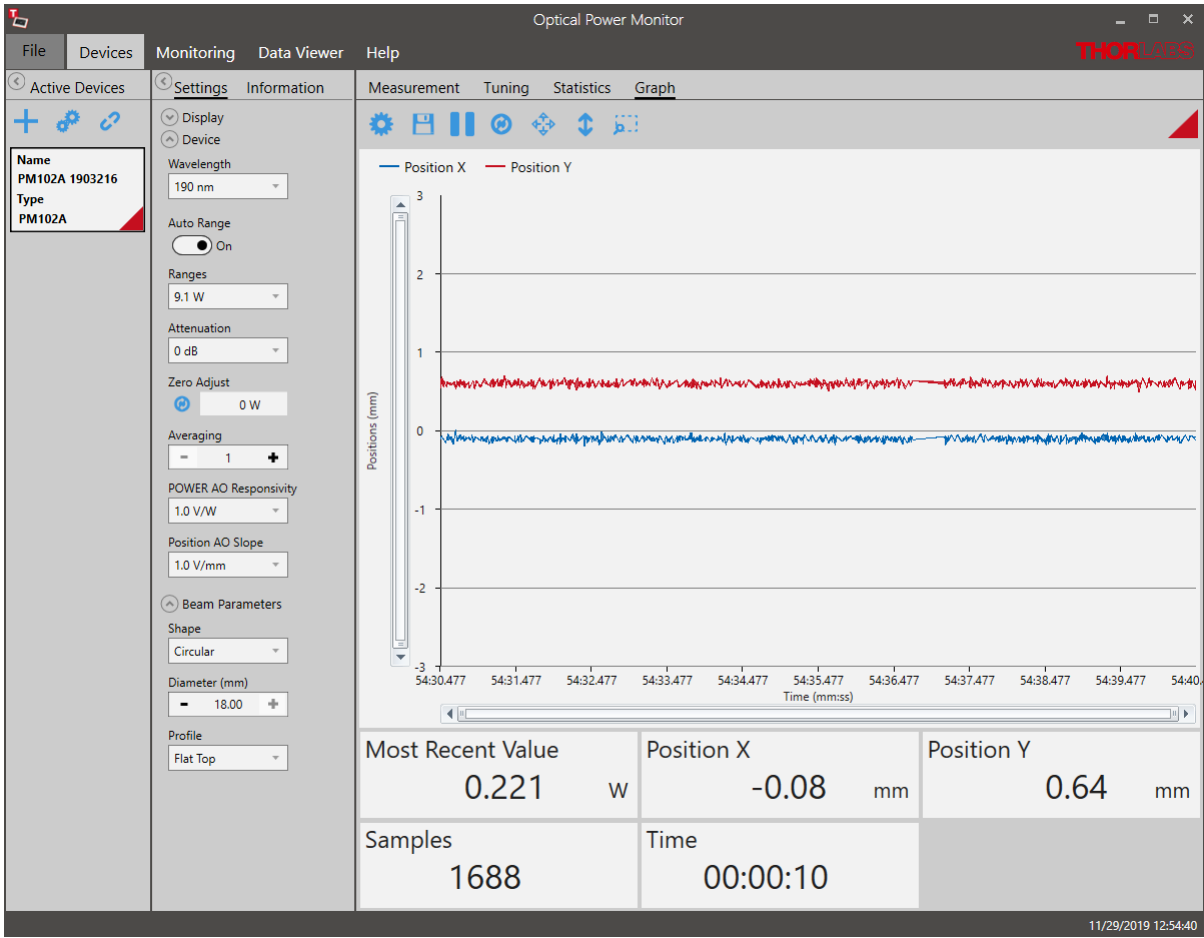 Optical Power Monitor
File Devices Monitoring Data Viewer Help
THORLABS
Active Devices
Name
PM102A 1903216
Type
PM102A
Settings Information
Display
Device
Wavelength
190 nm
Auto Range
On
Ranges
9.1 W
Attenuation
0 dB
Zero Adjust
0 W
Averaging
- 1 +
POWER AO Responsivity
1.0 V/W
Position AO Slope
1.0 V/mm
Beam Parameters
Shape
Circular
Diameter (mm)
- 18.00 +
Profile
Flat Top
Measurement Tuning Statistics Graph
Position X Position Y
Positions (mm)
3
2
1
0
-1
-2
-3
54:30.477 54:31.477 54:32.477 54:33.477 54:34.477 54:35.477 54:36.477 54:37.477 54:38.477 54:39.477 54:40.
Time (mm:ss)
Most Recent Value
0.221 W
Position X
-0.08 mm
Position Y
0.64 mm
Samples
1688
Time
00:00:10
11/29/2019 12:54:40